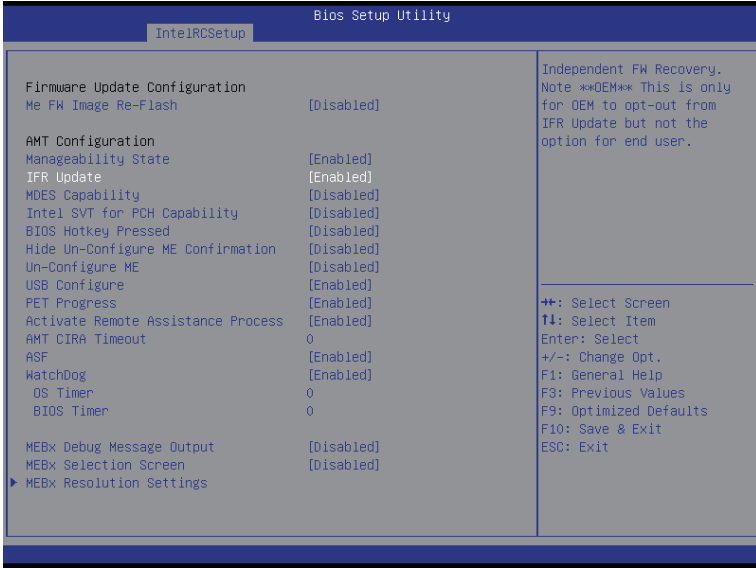 Bios Setup Utility
IntelRCSetup
Firmware Update Configuration
Me FW Image Re-Flash [Disabled]
AMT Configuration
Manageability State [Enabled]
IFR Update [Enabled]
MDES Capability [Disabled]
Intel SVT for PCH Capability [Disabled]
BIOS Hotkey Pressed [Disabled]
Hide Un-Configure ME Confirmation [Disabled]
Un-Configure ME [Disabled]
USB Configure [Enabled]
PET Progress [Enabled]
Activate Remote Assistance Process [Enabled]
AMT CIRA Timeout 0
ASF [Enabled]
WatchDog [Enabled]
OS Timer 0
BIOS Timer 0
MEBx Debug Message Output [Disabled]
MEBx Selection Screen [Disabled]
MEBx Resolution Settings
Independent FW Recovery.
Note **OEM** This is only
for OEM to opt-out from
IFR Update but not the
option for end user.
→←: Select Screen
↑↓: Select Item
Enter: Select
+/-: Change Opt.
F1: General Help
F3: Previous Values
F9: Optimized Defaults
F10: Save & Exit
ESC: Exit